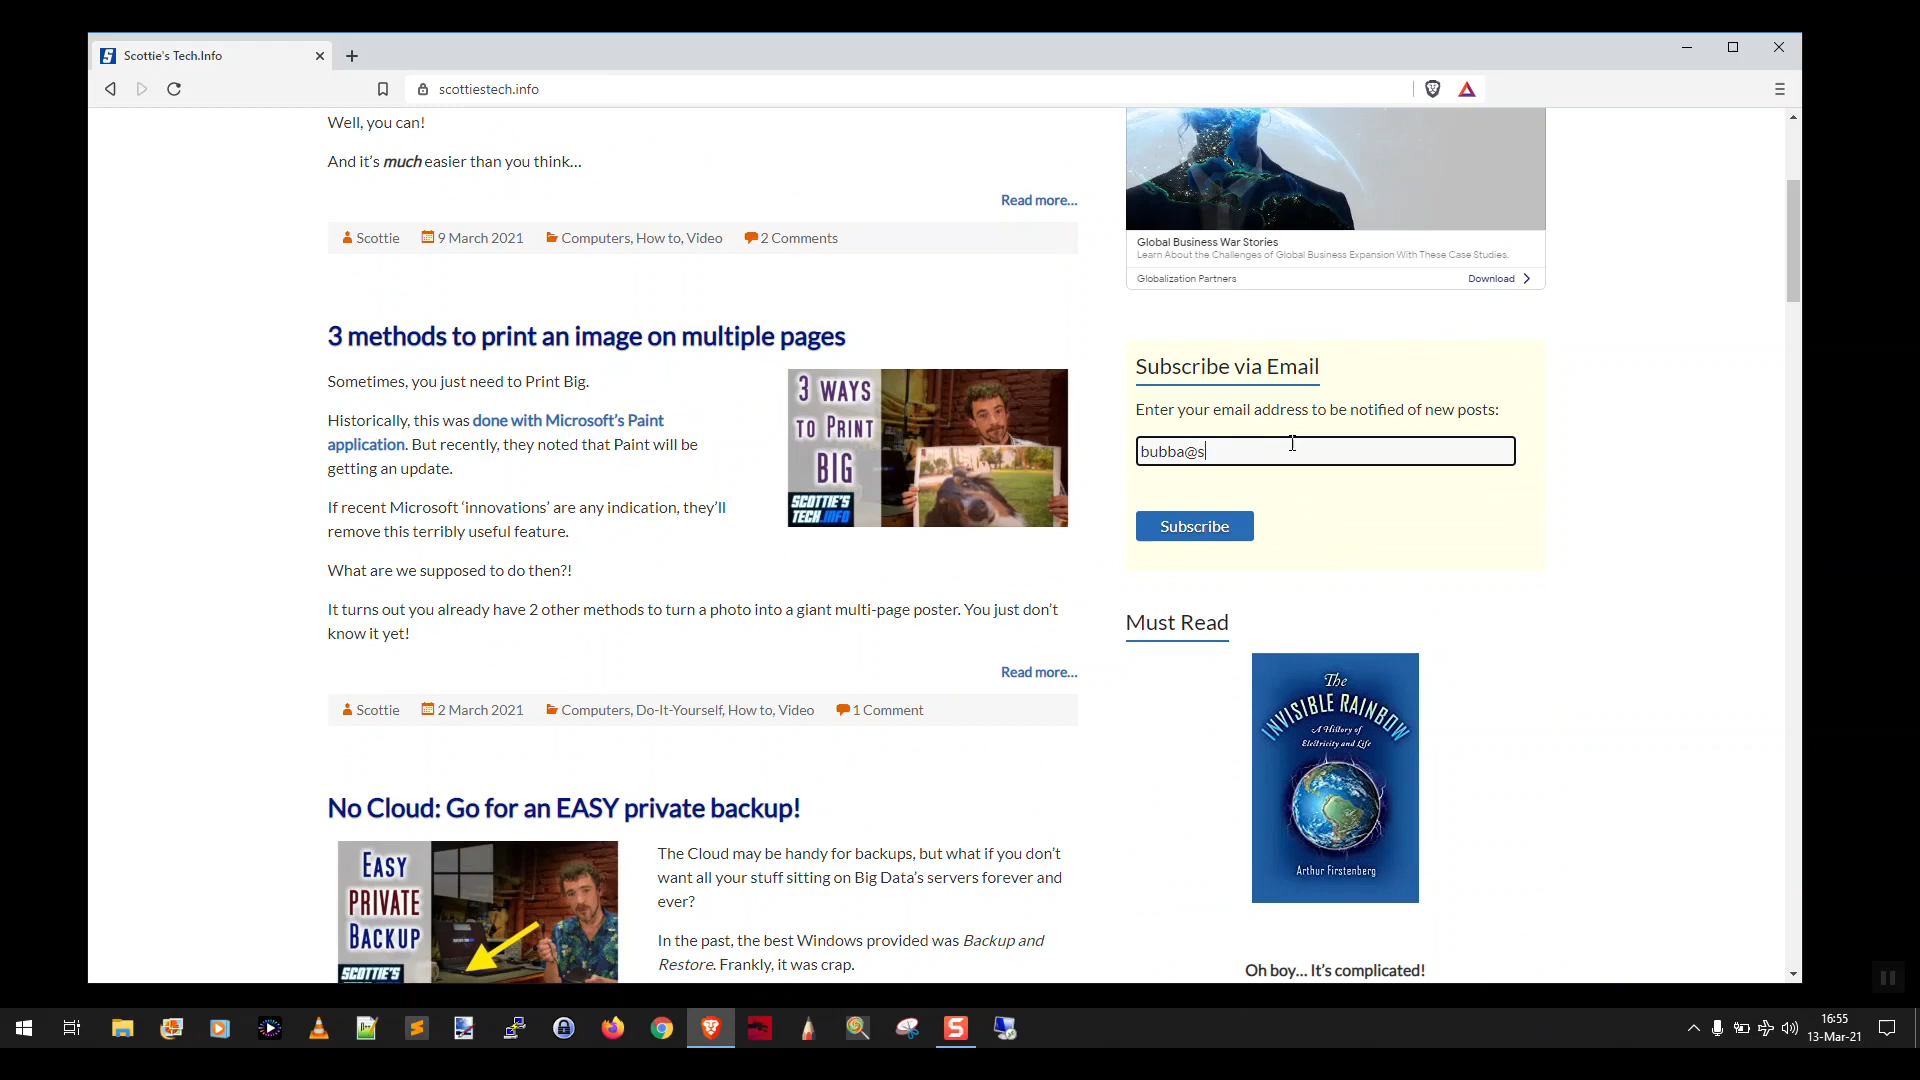 Scottie's Tech.Info
scottiestech.info
Well, you can!
And it's much easier than you think...
Read more...
Scottie 9 March 2021 Computers, How to, Video 2 Comments
3 methods to print an image on multiple pages
Sometimes, you just need to Print Big.
Historically, this was done with Microsoft's Paint
application. But recently, they noted that Paint will be
getting an update.
If recent Microsoft 'innovations' are any indication, they'll
remove this terribly useful feature.
What are we supposed to do then?!
It turns out you already have 2 other methods to turn a photo into a giant multi-page poster. You just don't
know it yet!
3 WAYS
TO PRINT
BIG
SCOTTIE'S
TECH.INFO
Read more...
Scottie 2 March 2021 Computers, Do-It-Yourself, How to, Video 1 Comment
No Cloud: Go for an EASY private backup!
EASY
PRIVATE
BACKUP
SCOTTIE'S
The Cloud may be handy for backups, but what if you don't
want all your stuff sitting on Big Data's servers forever and
ever?
In the past, the best Windows provided was Backup and
Restore. Frankly, it was crap.
Global Business War Stories
Learn About the Challenges of Global Business Expansion With These Case Studies.
Globalization Partners Download
Subscribe via Email
Enter your email address to be notified of new posts:
bubba@s
Subscribe
Must Read
The
INVISIBLE RAINBOW
A History of
Electricity and Life
Arthur Firstenberg
Oh boy... It's complicated!
16:55
13-Mar-21